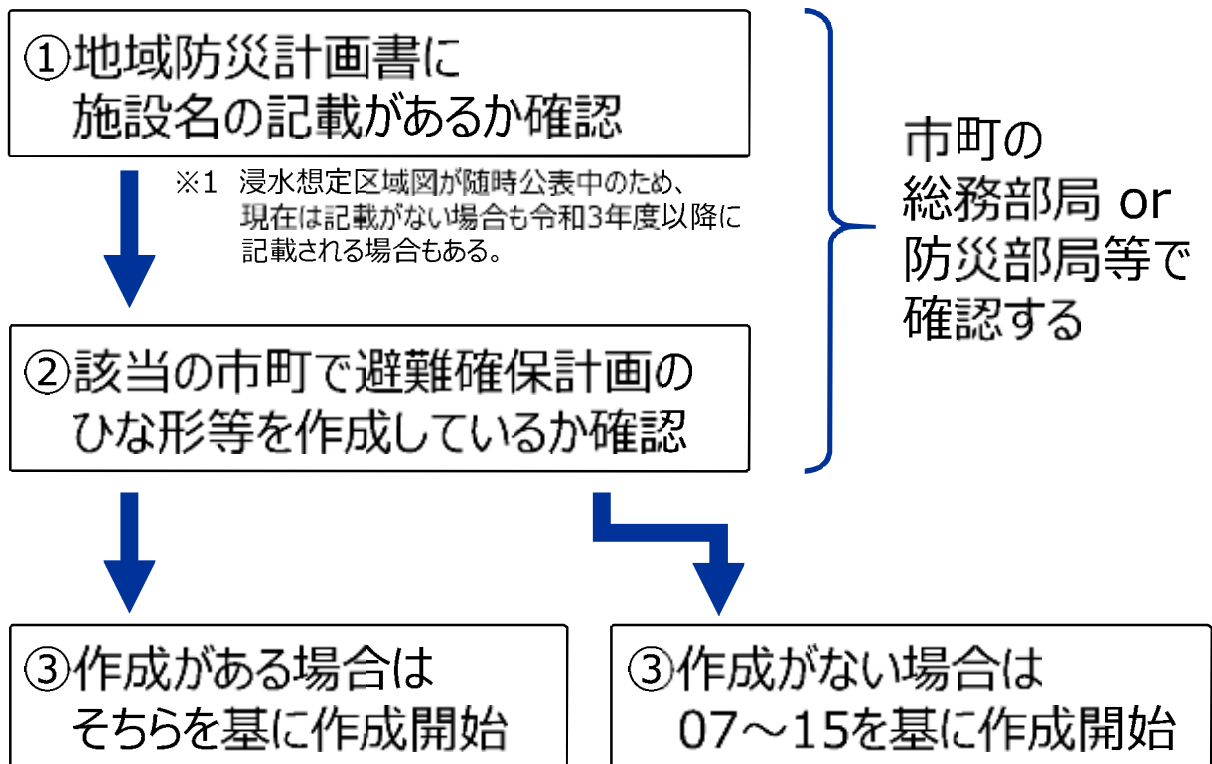 ①地域防災計画書に
施設名の記載があるか確認
※1 浸水想定区域図が随時公表中のため、
現在は記載がない場合も令和3年度以降に
記載される場合もある。
②該当の市町で避難確保計画の
ひな形等を作成しているか確認
市町の
総務部局 or
防災部局等で
確認する
③作成がある場合は
そちらを基に作成開始
③作成がない場合は
07～15を基に作成開始